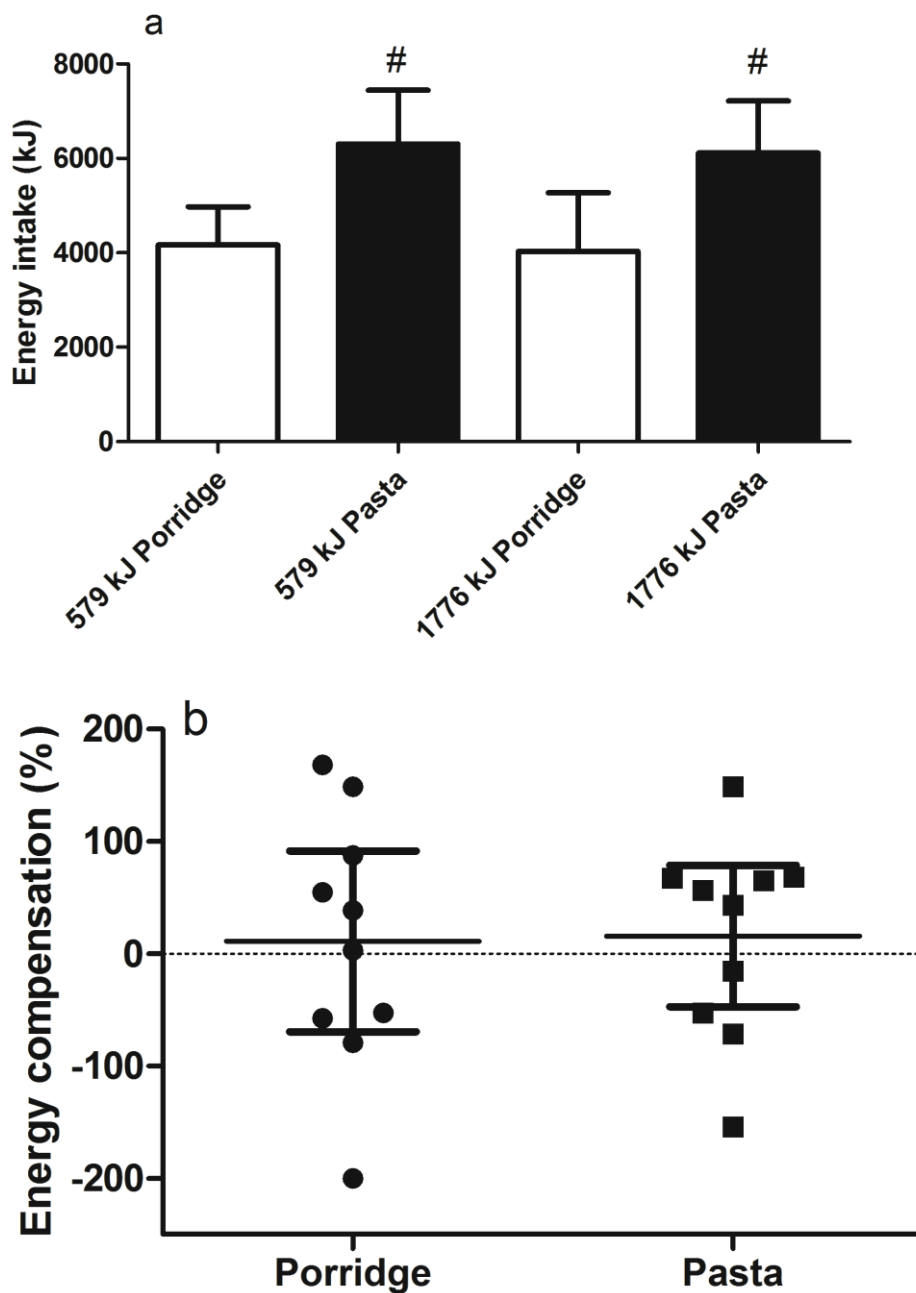 a
#
#
8000
6000
4000
2000
0
Energy intake (kJ)
579 kJ Porridge
579 kJ Pasta
1776 kJ Porridge
1776 kJ Pasta
b
200
100
0
-100
-200
Energy compensation (%)
Porridge
Pasta